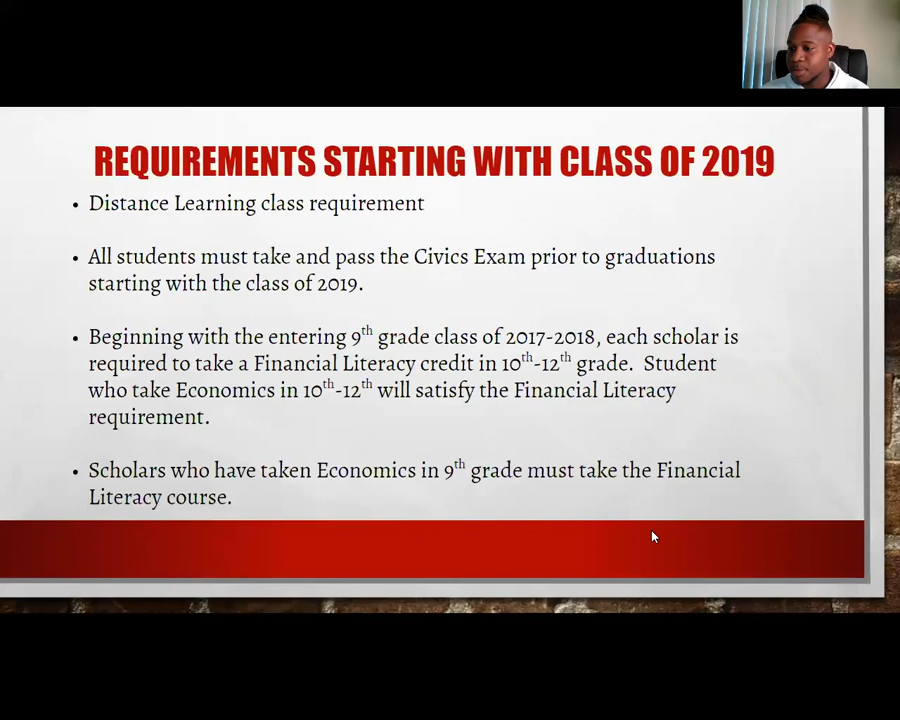 REQUIREMENTS STARTING WITH CLASS OF 2019
• Distance Learning class requirement
• All students must take and pass the Civics Exam prior to graduations
starting with the class of 2019.
• Beginning with the entering 9th grade class of 2017-2018, each scholar is
required to take a Financial Literacy credit in 10th-12th grade. Student
who take Economics in 10th-12th will satisfy the Financial Literacy
requirement.
• Scholars who have taken Economics in 9th grade must take the Financial
Literacy course.